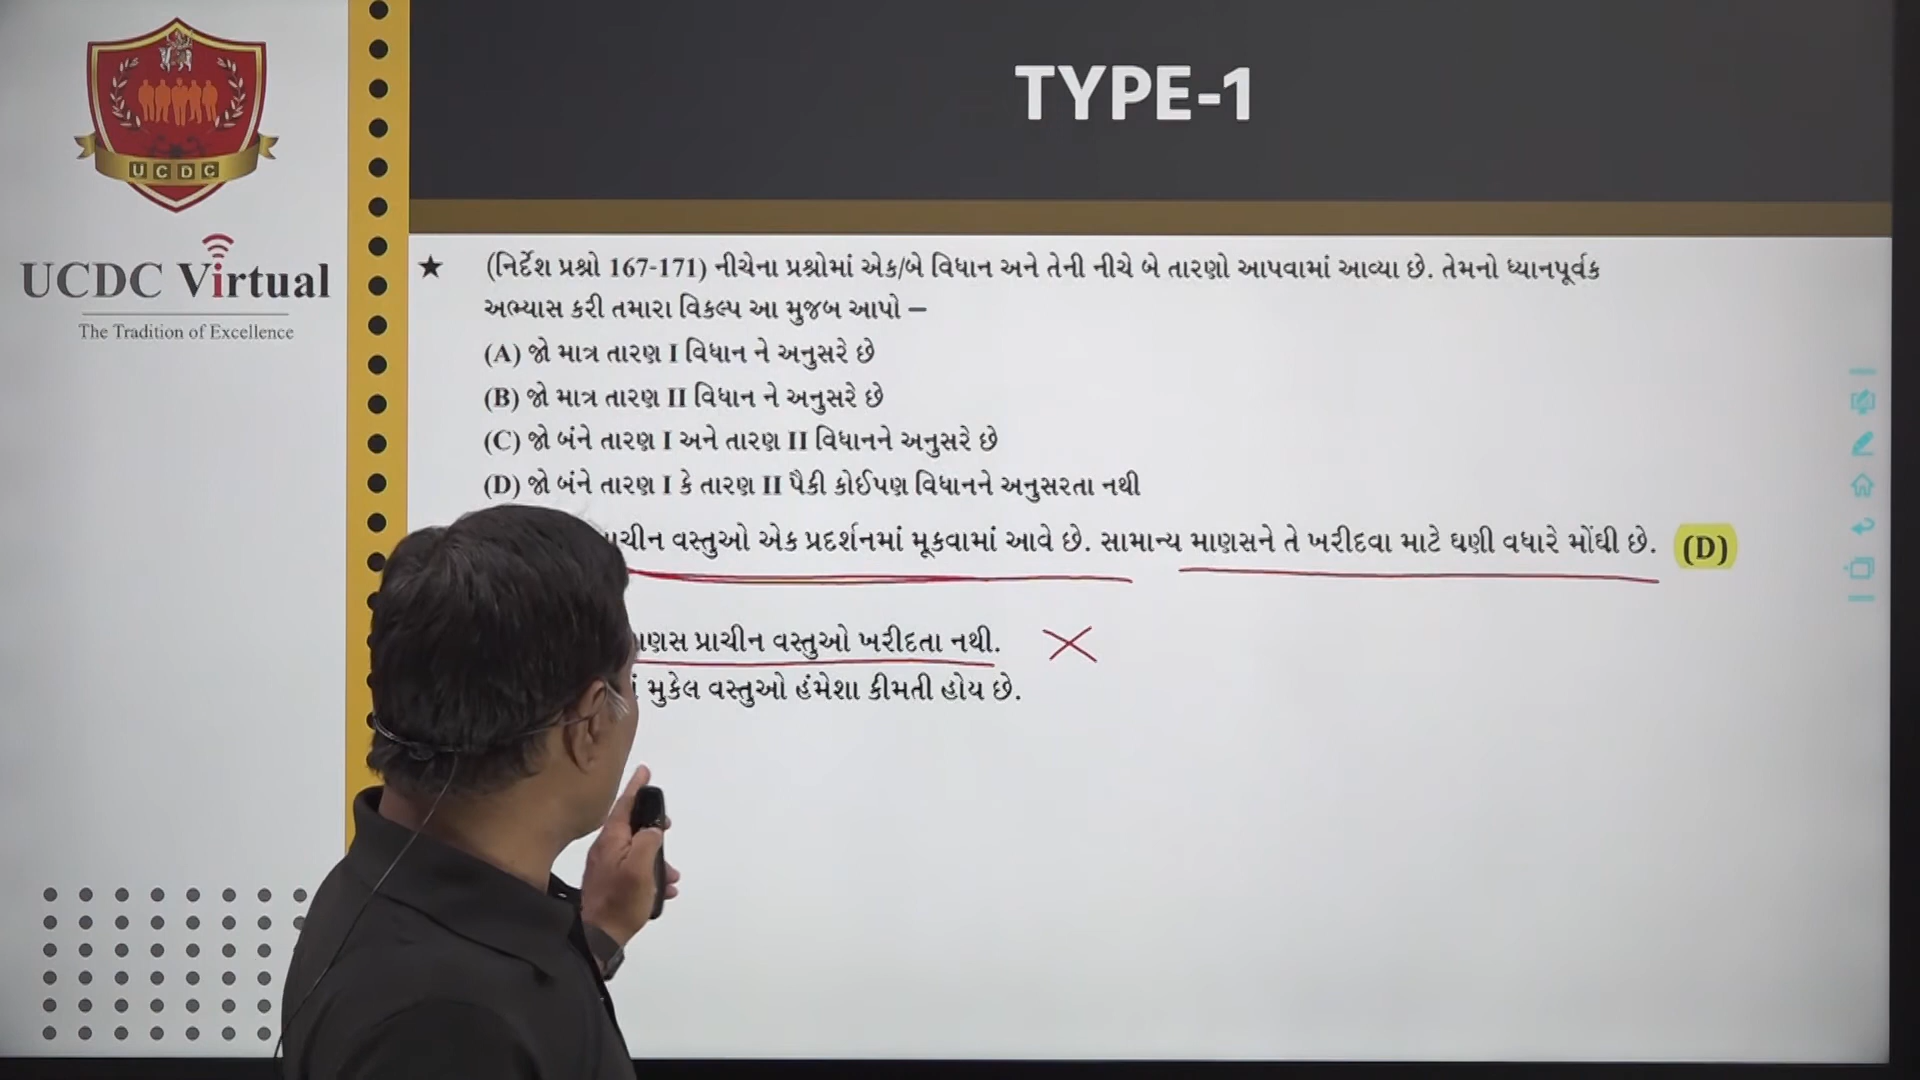 UCDC
UCDC Virtual
The Tradition of Excellence
TYPE-1
★ (નિર્દેશ પ્રશ્નો 167-171) નીચેના પ્રશ્નોમાં એક/બે વિધાન અને તેની નીચે બે તારણો આપવામાં આવ્યા છે. તેમનો ધ્યાનપૂર્વક
અભ્યાસ કરી તમારા વિકલ્પ આ મુજબ આપો –
(A) જો માત્ર તારણ I વિધાન ને અનુસરે છે
(B) જો માત્ર તારણ II વિધાન ને અનુસરે છે
(C) જો બંને તારણ I અને તારણ II વિધાનને અનુસરે છે
(D) જો બંને તારણ I કે તારણ II પૈકી કોઈપણ વિધાનને અનુસરતા નથી
વસ્તુઓ એક પ્રદર્શનમાં મૂકવામાં આવે છે. સામાન્ય માણસને તે ખરીદવા માટે ઘણી વધારે મોંઘી છે. (D)
પ્રાચીન વસ્તુઓ ખરીદતા નથી.
મુકેલ વસ્તુઓ હંમેશા કીમતી હોય છે.